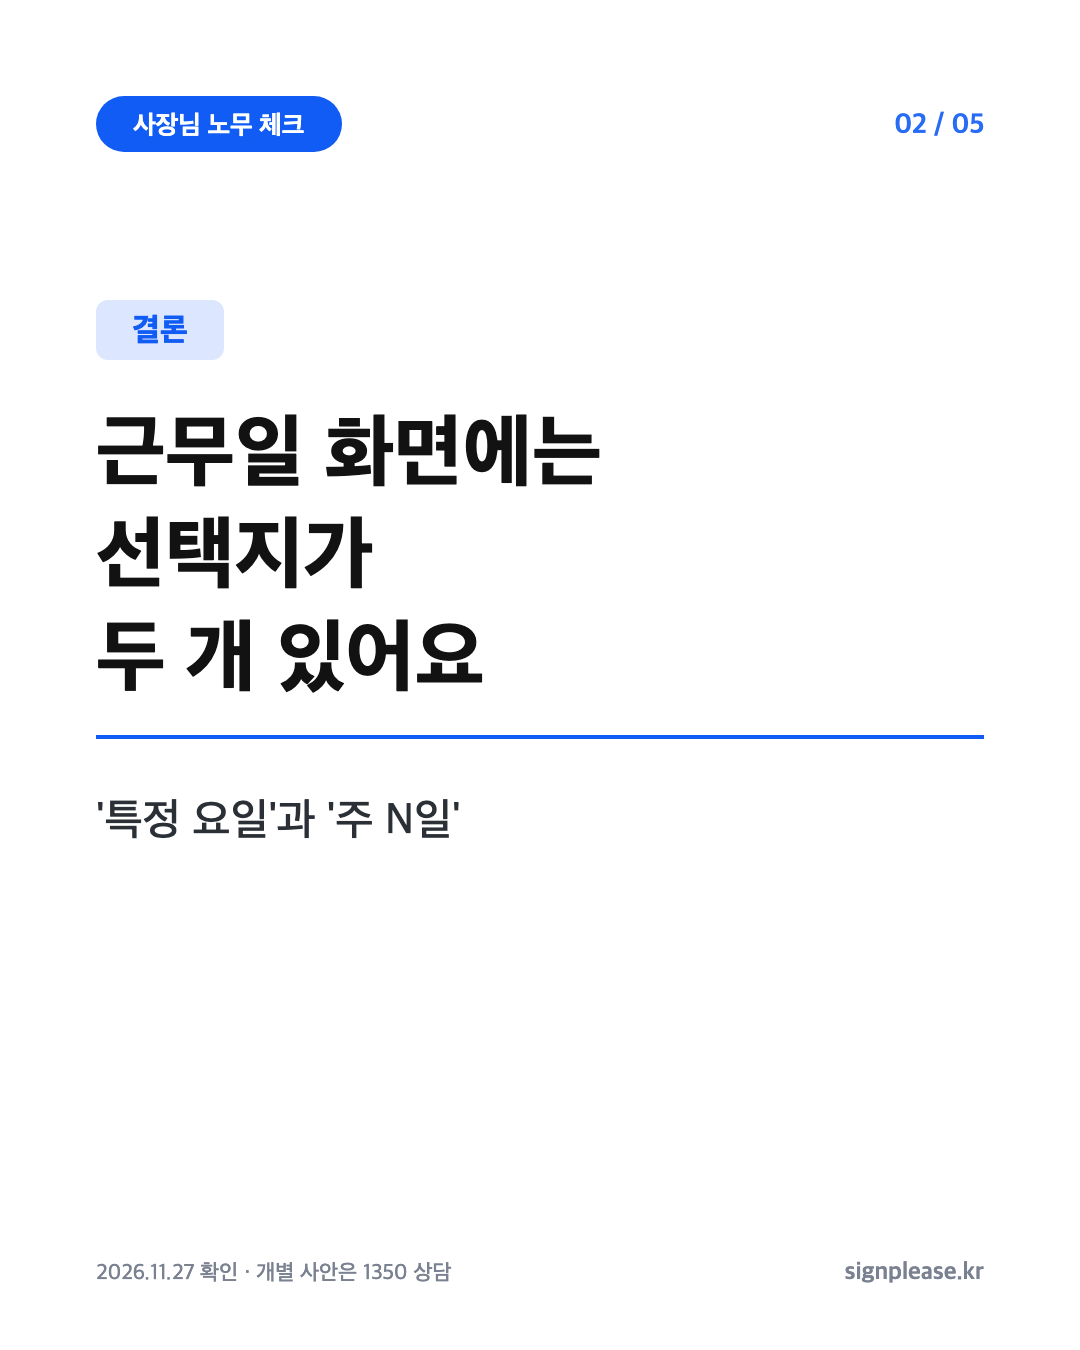 사장님 노무 체크
02 / 05
결론
근무일 화면에는
선택지가
두 개 있어요
'특정 요일'과 '주 N일'
2026.11.27 확인 · 개별 사안은 1350 상담
signplease.kr